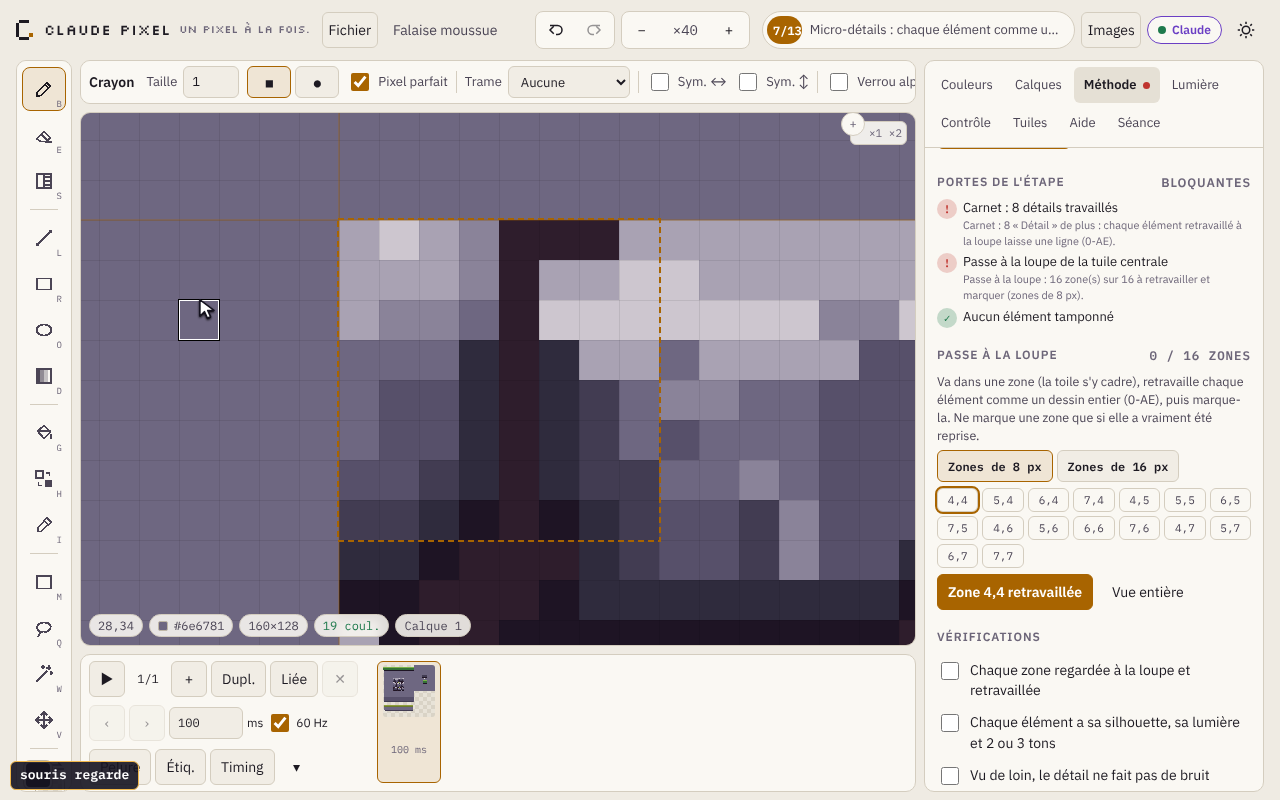 CLAUDE PIXEL UN PIXEL À LA FOIS. Fichier Falaise moussue − ×40 + 7/13 Micro-détails : chaque élément comme u… Images Claude
Crayon Taille 1 Pixel parfait Trame Aucune Sym. ↔ Sym. ↕ Verrou alp
B
E
S
L
R
O
D
G
H
I
M
Q
W
V
+ ×1 ×2
28,34 #6e6781 160×128 19 coul. Calque 1
1/1 + Dupl. Liée ✕
‹ › 100 ms 60 Hz
Étiq. Timing ▼
100 ms
souris regarde
Couleurs Calques Méthode Lumière
Contrôle Tuiles Aide Séance
PORTES DE L'ÉTAPE BLOQUANTES
! Carnet : 8 détails travaillés
Carnet : 8 « Détail » de plus : chaque élément retravaillé à
la loupe laisse une ligne (0-AE).
! Passe à la loupe de la tuile centrale
Passe à la loupe : 16 zone(s) sur 16 à retravailler et
marquer (zones de 8 px).
✓ Aucun élément tamponné
PASSE À LA LOUPE 0 / 16 ZONES
Va dans une zone (la toile s'y cadre), retravaille chaque
élément comme un dessin entier (0-AE), puis marque-
la. Ne marque une zone que si elle a vraiment été
reprise.
Zones de 8 px Zones de 16 px
4,4 5,4 6,4 7,4 4,5 5,5 6,5
7,5 4,6 5,6 6,6 7,6 4,7 5,7
6,7 7,7
Zone 4,4 retravaillée Vue entière
VÉRIFICATIONS
Chaque zone regardée à la loupe et
retravaillée
Chaque élément a sa silhouette, sa lumière
et 2 ou 3 tons
Vu de loin, le détail ne fait pas de bruit